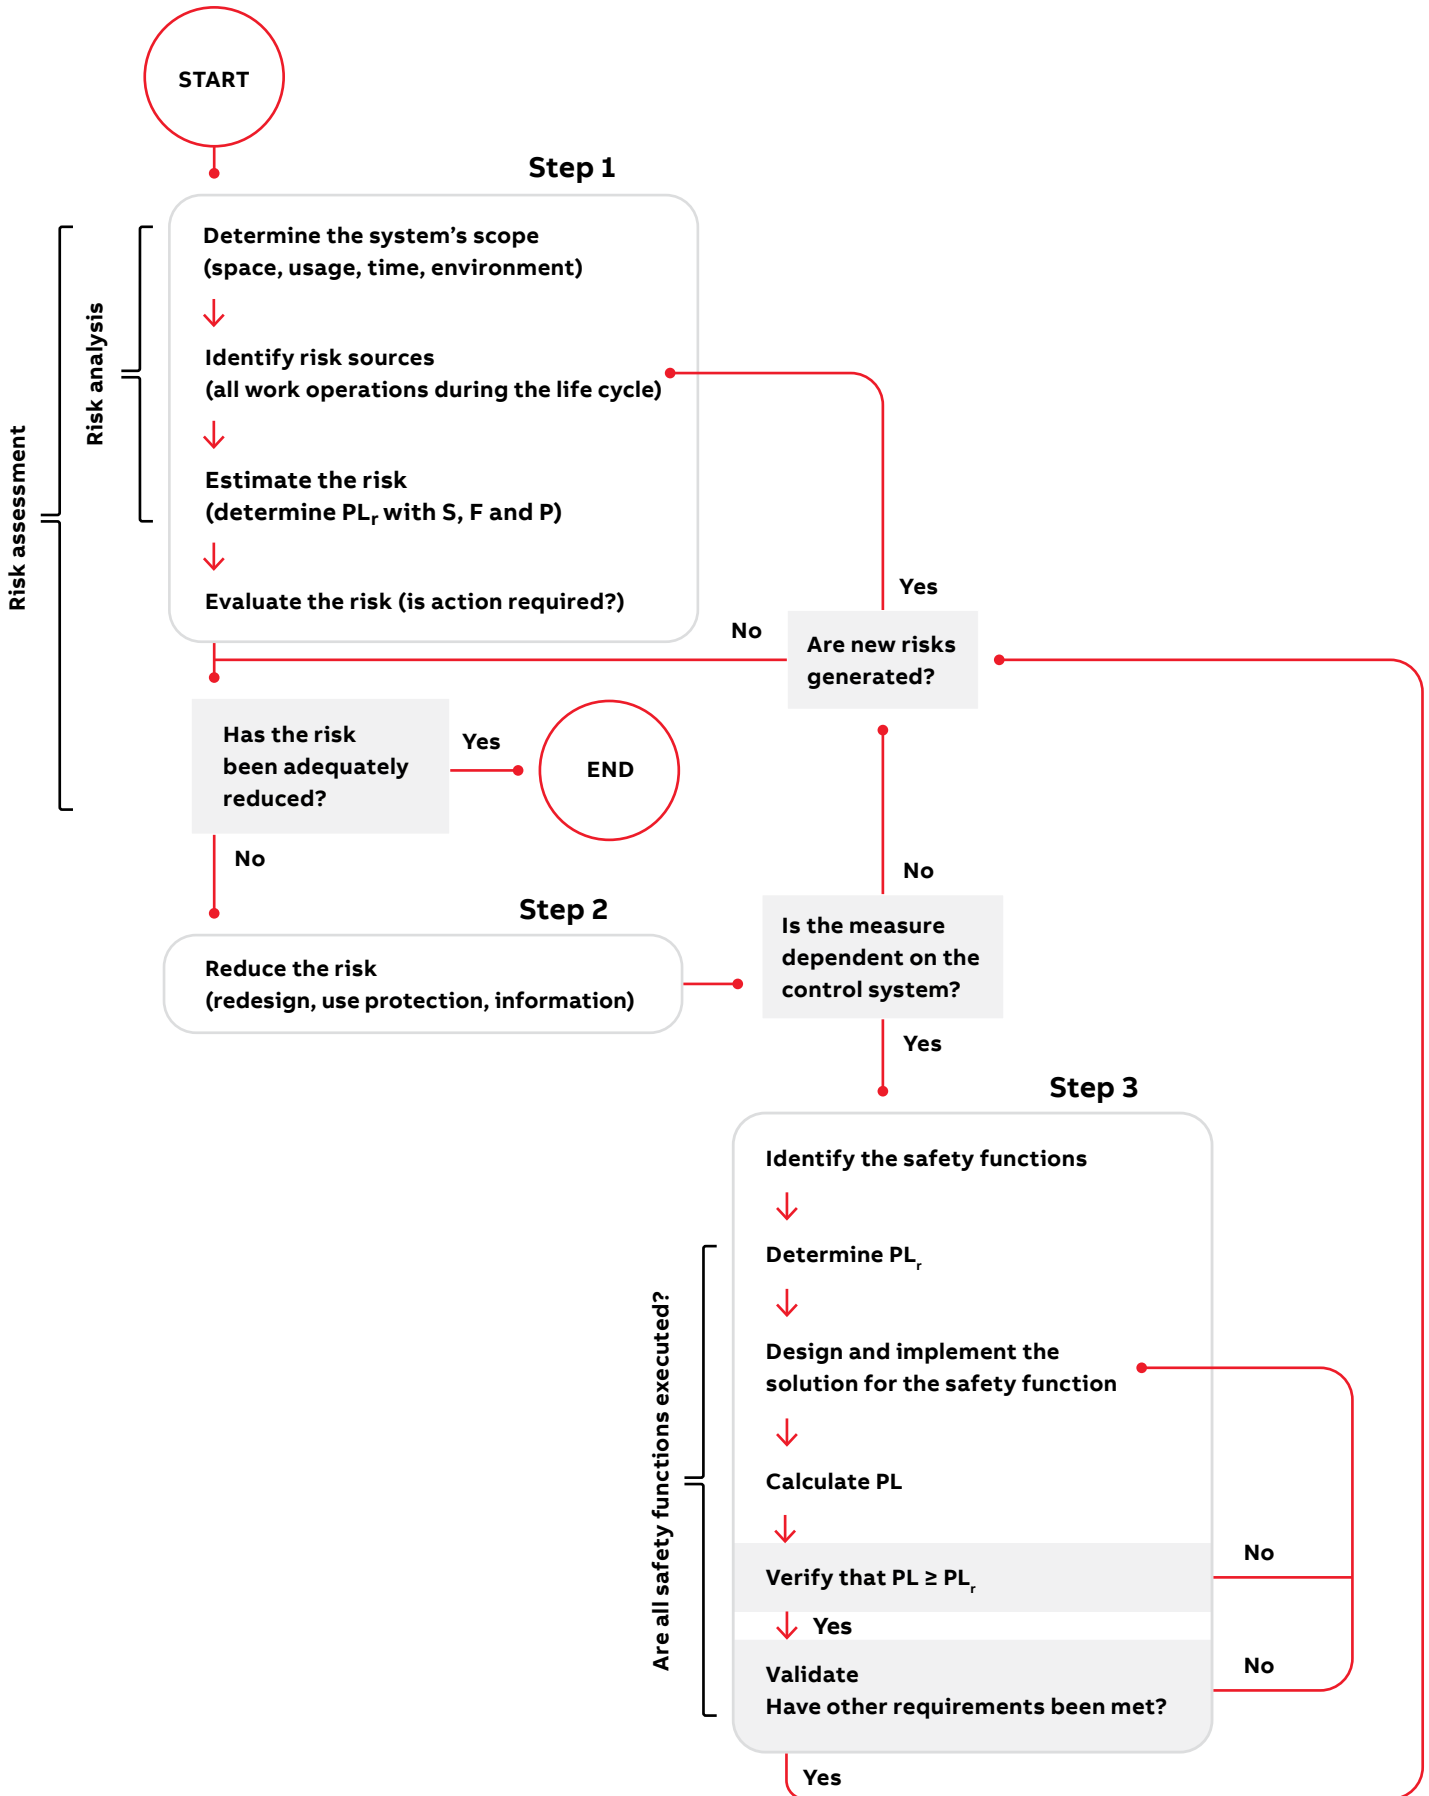 START
Step 1
Determine the system’s scope
(space, usage, time, environment)
Identify risk sources
(all work operations during the life cycle)
Estimate the risk
(determine PLr with S, F and P)
Evaluate the risk (is action required?)
Risk analysis
Risk assessment
Yes
No
Are new risks
generated?
Has the risk
been adequately
reduced?
Yes
END
No
Step 2
Reduce the risk
(redesign, use protection, information)
No
Is the measure
dependent on the
control system?
Yes
Step 3
Identify the safety functions
Determine PLr
Design and implement the
solution for the safety function
Calculate PL
Verify that PL ≥ PLr
No
Yes
Validate
Have other requirements been met?
No
Yes
Are all safety functions executed?